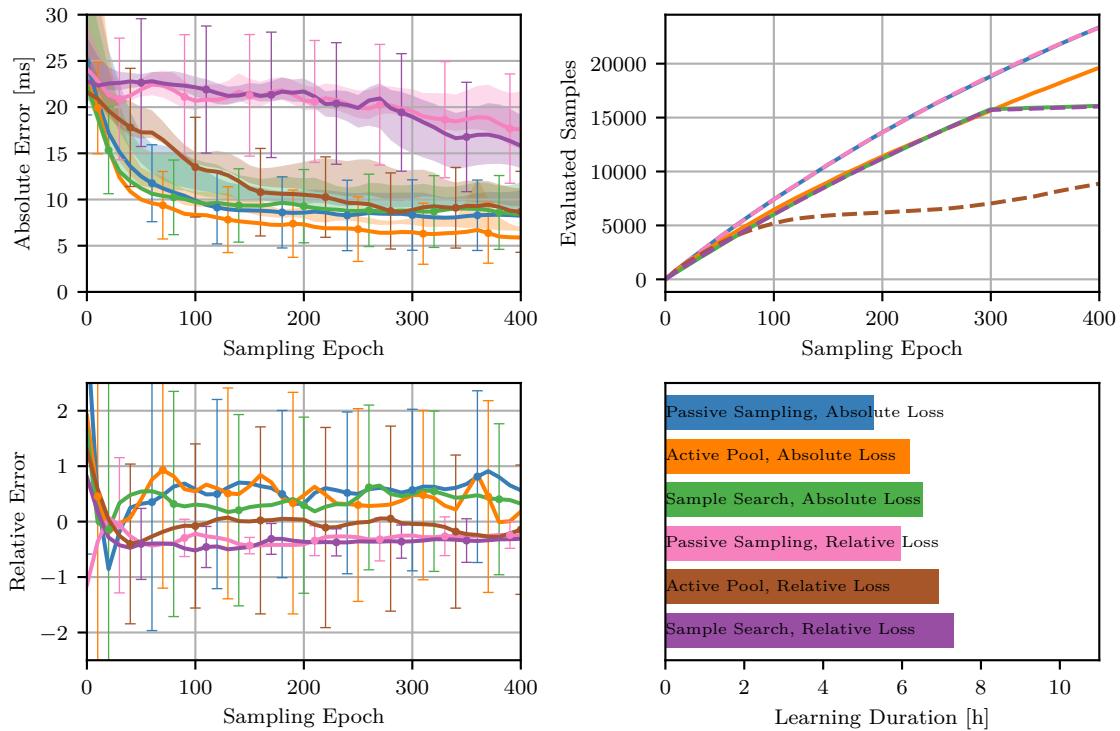 30
25
20
15
10
5
0
Absolute Error [ms]
0
100
200
300
400
Sampling Epoch
20000
15000
10000
5000
0
Evaluated Samples
0
100
200
300
400
Sampling Epoch
2
1
0
−1
−2
Relative Error
0
100
200
300
400
Sampling Epoch
Passive Sampling, Absolute Loss
Active Pool, Absolute Loss
Sample Search, Absolute Loss
Passive Sampling, Relative Loss
Active Pool, Relative Loss
Sample Search, Relative Loss
0
2
4
6
8
10
Learning Duration [h]